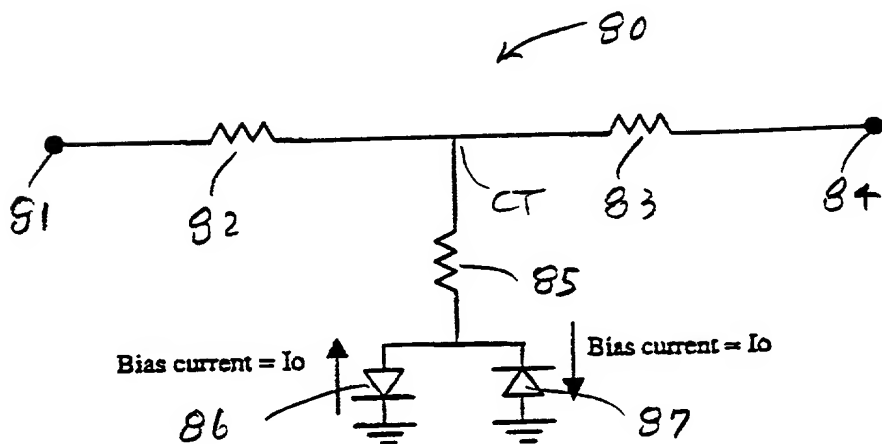 80
81
82
CT
83
84
85
Bias current = Io
Bias current = Io
86
87